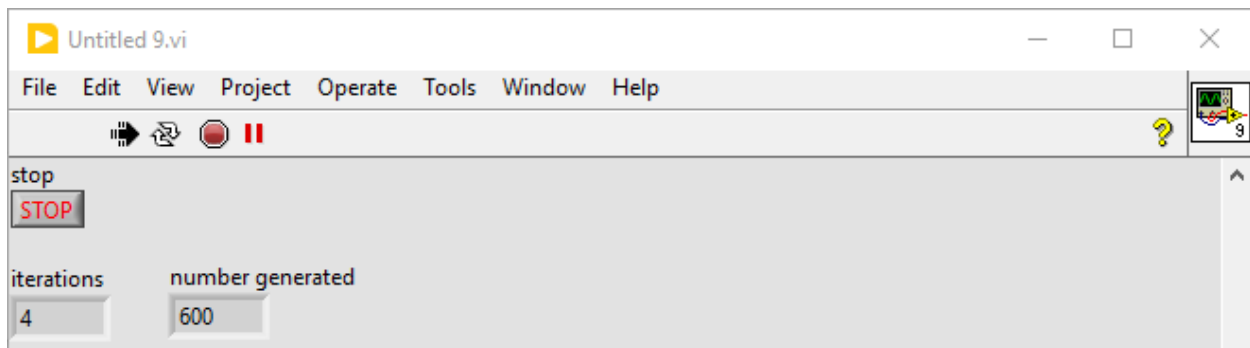 Untitled 9.vi
File Edit View Project Operate Tools Window Help
9
stop
STOP
iterations number generated
4 600